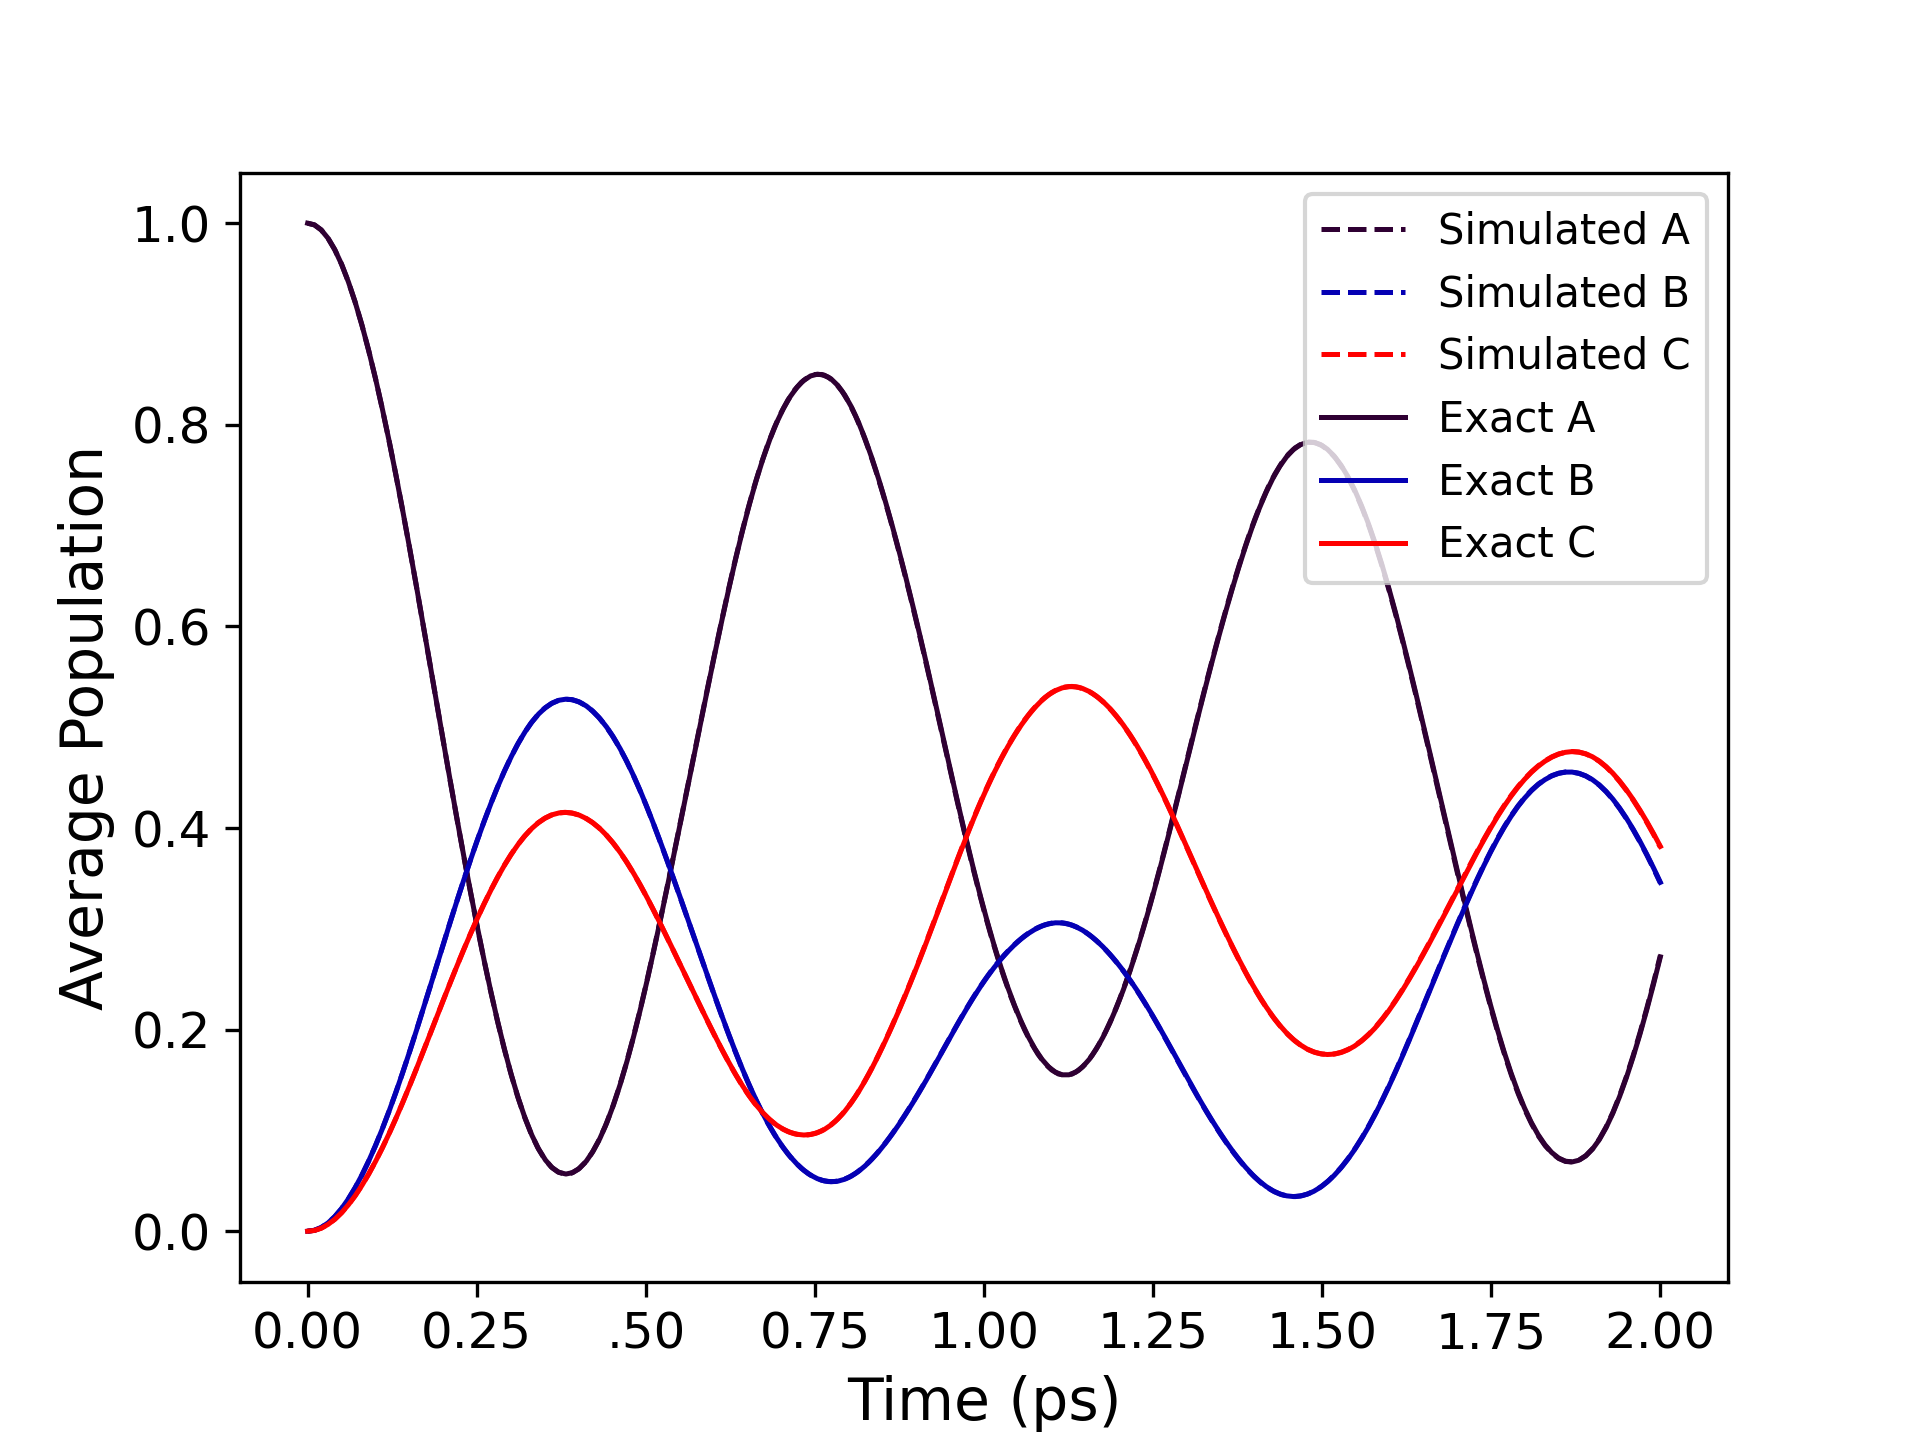 Simulated A
Simulated B
Simulated C
Exact A
Exact B
Exact C
1.0
0.8
0.6
0.4
0.2
0.0
Average Population
0.00 0.25 .50 0.75 1.00 1.25 1.50 1.75 2.00
Time (ps)